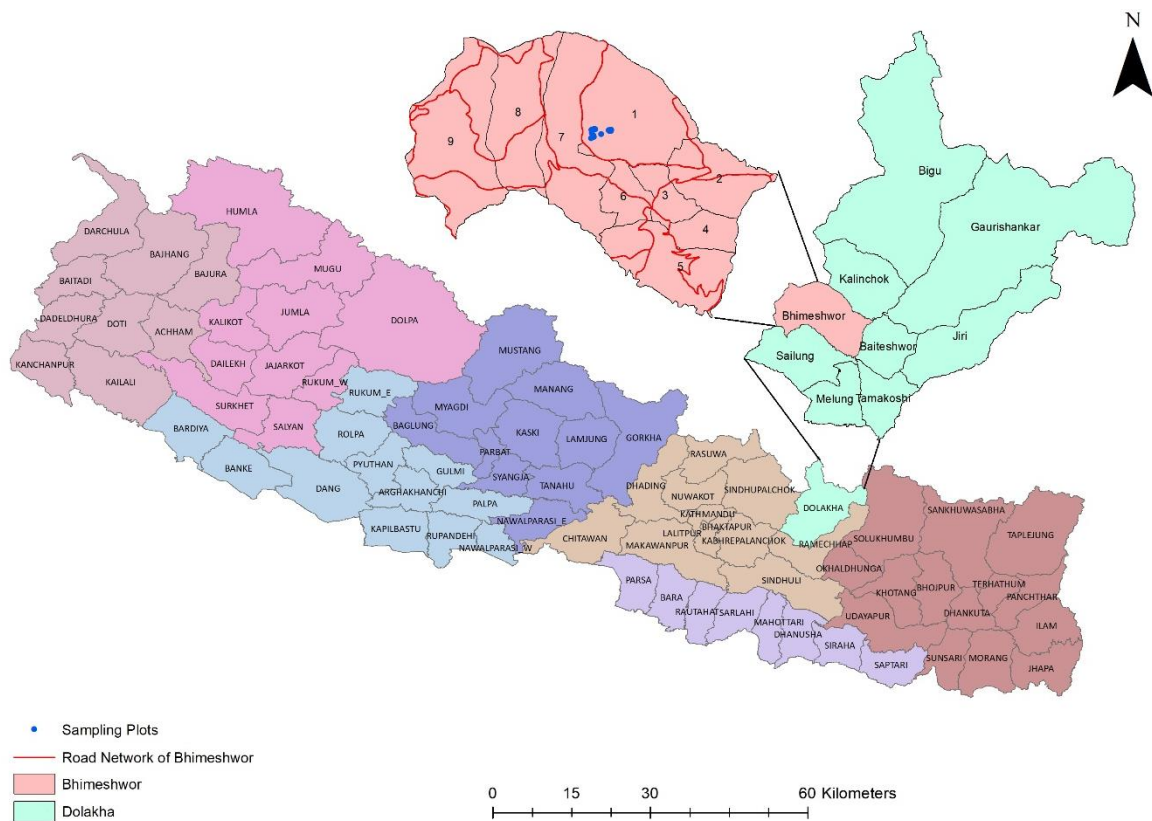 N
1
8
7
9
2
6
3
4
5
Bigu
Gaurishankar
Kalinchok
Bhimeshwor
Jiri
Baiteshwor
Sailung
Melung
Tamakoshi
HUMLA
DARCHULA
BAJHANG
BAJURA
MUGU
BAITADI
DADELDHURA
DOTI
ACHHAM
KALIKOT
JUMLA
DOLPA
KANCHANPUR
KAILALI
DAILEKH
JAJARKOT
RUKUM_W
RUKUM_E
SURKHET
SALYAN
MUSTANG
MANANG
MYAGDI
BAGLUNG
KASKI
LAMJUNG
GORKHA
PARBAT
SYANGJA
TANAHU
BARDIYA
BANKE
DANG
ROLPA
PYUTHAN
GULMI
ARGHAKHANCHI
PALPA
KAPILBASTU
RUPANDEHI
NAWALPARASI_W
NAWALPARASI_E
RASUWA
DHADING
NUWAKOT
SINDHUPALCHOK
KATHMANDU
BHAKTAPUR
LALITPUR
KABHREPALANCHOK
CHITAWAN
MAKAWANPUR
DOLAKHA
RAMECHHAP
SINDHULI
SOLUKHUMBU
SANKHUWASABHA
TAPLEJUNG
OKHALDHUNGA
KHOTANG
BHOJPUR
TERHATHUM
PANCHTHAR
DHANKUTA
UDAYAPUR
ILAM
SUNSARI
MORANG
JHAPA
PARSA
BARA
RAUTAHAT
SARLAHI
MAHOTTARI
DHANUSHA
SIRAHA
SAPTARI
Sampling Plots
Road Network of Bhimeshwor
Bhimeshwor
Dolakha
0 15 30 60 Kilometers